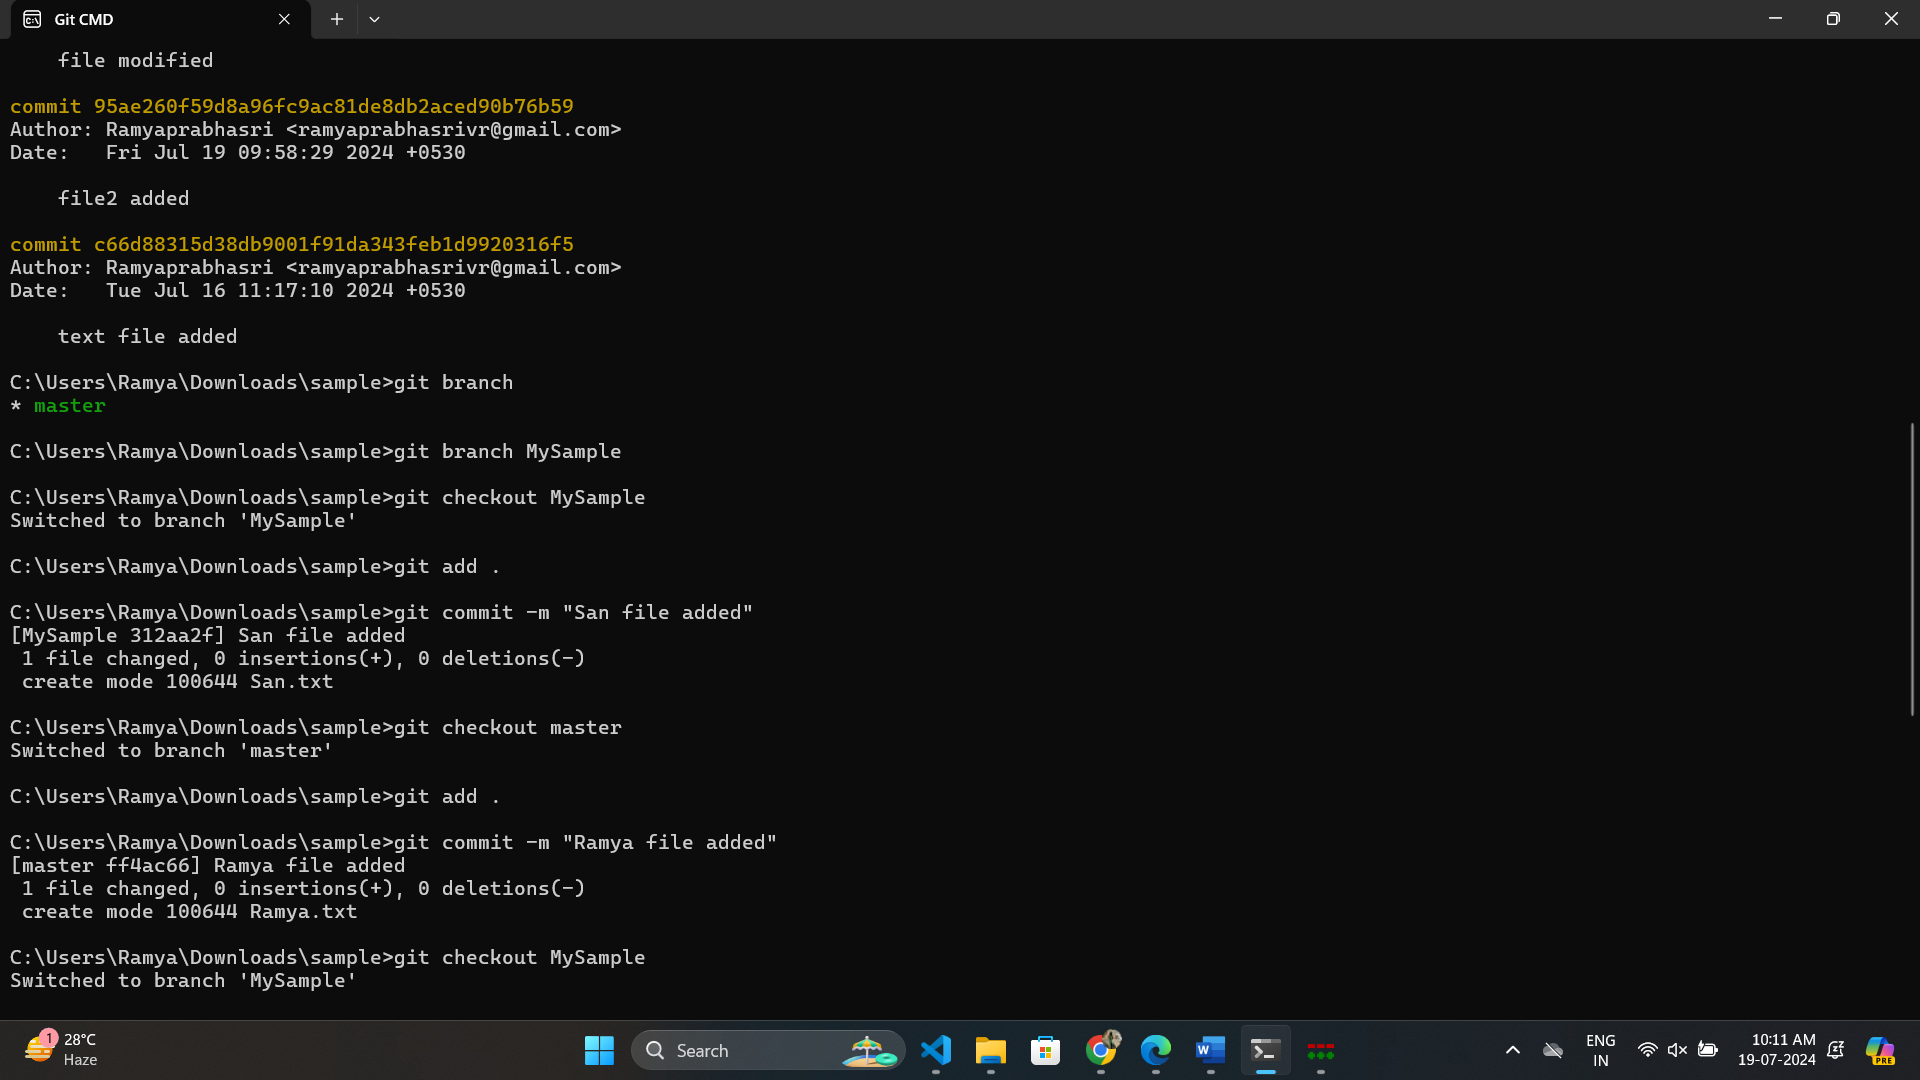 Git CMD
file modified
commit 95ae260f59d8a96fc9ac81de8db2aced90b76b59
Author: Ramyaprabhasri <ramyaprabhasrivr@gmail.com>
Date:   Fri Jul 19 09:58:29 2024 +0530
file2 added
commit c66d88315d38db9001f91da343feb1d9920316f5
Author: Ramyaprabhasri <ramyaprabhasrivr@gmail.com>
Date:   Tue Jul 16 11:17:10 2024 +0530
text file added
C:\Users\Ramya\Downloads\sample>git branch
* master
C:\Users\Ramya\Downloads\sample>git branch MySample
C:\Users\Ramya\Downloads\sample>git checkout MySample
Switched to branch 'MySample'
C:\Users\Ramya\Downloads\sample>git add .
C:\Users\Ramya\Downloads\sample>git commit -m "San file added"
[MySample 312aa2f] San file added
1 file changed, 0 insertions(+), 0 deletions(-)
create mode 100644 San.txt
C:\Users\Ramya\Downloads\sample>git checkout master
Switched to branch 'master'
C:\Users\Ramya\Downloads\sample>git add .
C:\Users\Ramya\Downloads\sample>git commit -m "Ramya file added"
[master ff4ac66] Ramya file added
1 file changed, 0 insertions(+), 0 deletions(-)
create mode 100644 Ramya.txt
C:\Users\Ramya\Downloads\sample>git checkout MySample
Switched to branch 'MySample'
1
28°C
Haze
Search
W
PRE
ENG
IN
10:11 AM
19-07-2024